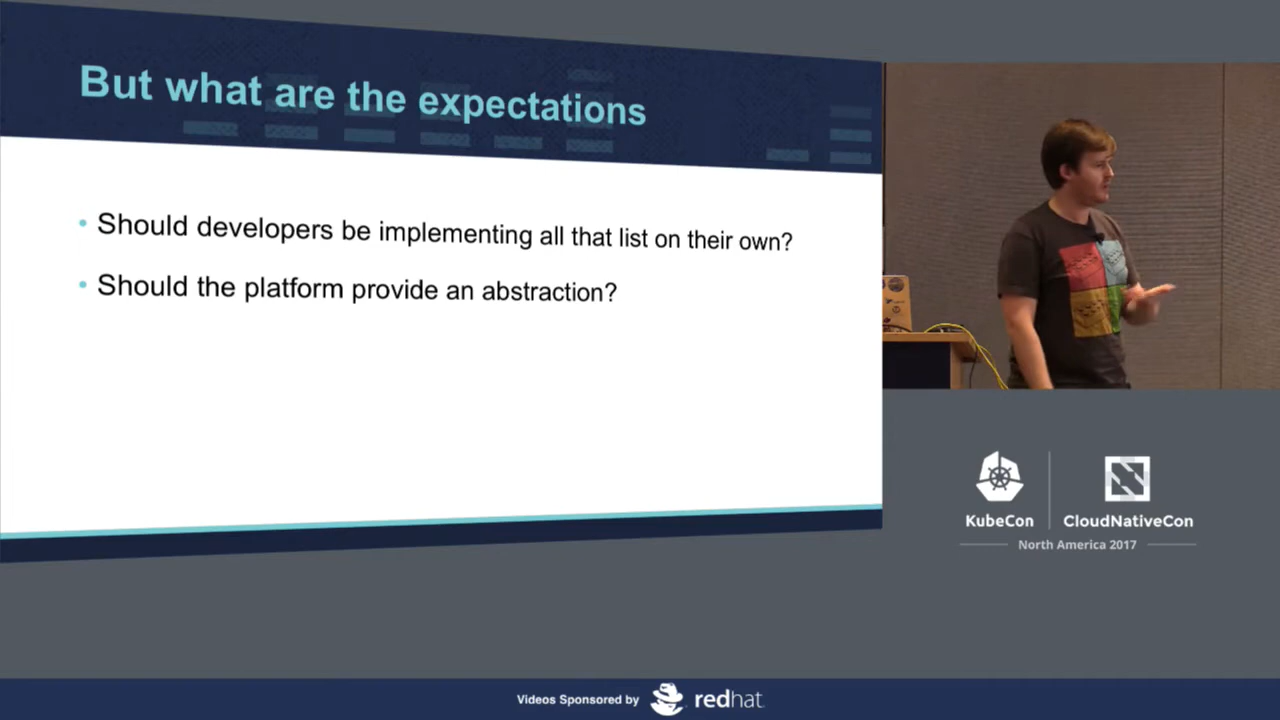 But what are the expectations
• Should developers be implementing all that list on their own?
• Should the platform provide an abstraction?
KubeCon
CloudNativeCon
North America 2017
Videos Sponsored by
redhat